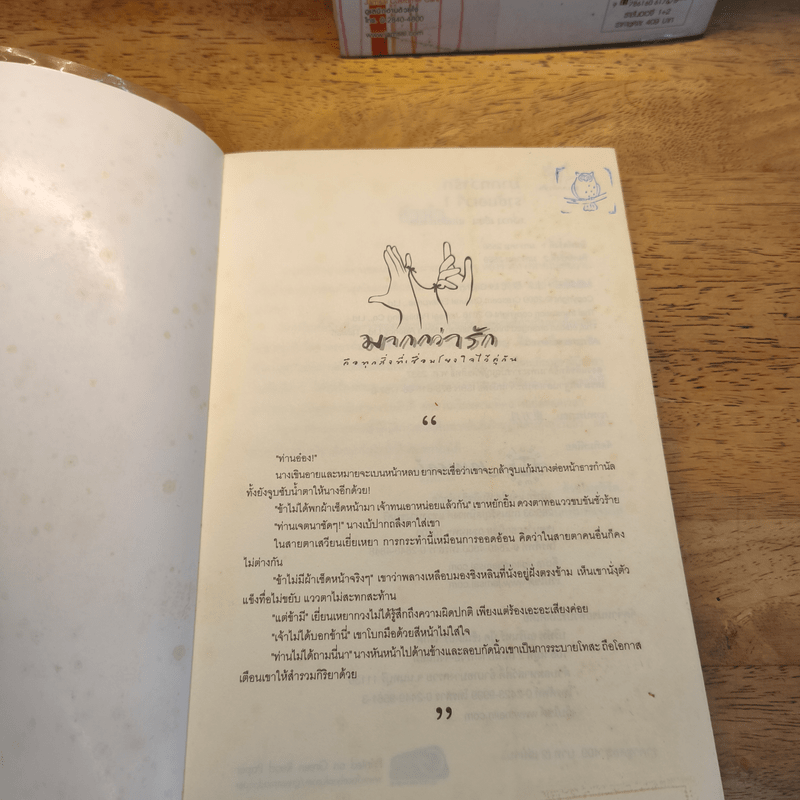 มากกว่ารัก
คือทุกสิ่งที่เชื่อมโยงใจไว้คู่กัน
“
"ท่านอ๋อง!"
นางเขินอายและหมายจะเบนหน้าหลบ ยากจะเชื่อว่าเขาจะกล้าจูบแก้มนางต่อหน้าธารกำนัล
ทั้งยังจูบซับน้ำตาให้นางอีกด้วย!
"ข้าไม่ได้พกผ้าเช็ดหน้ามา เจ้าทนเอาหน่อยแล้วกัน" เขาหยักยิ้ม ดวงตาทอแววขบขันชั่วร้าย
"ท่านเจตนาชัดๆ!" นางเบ้ปากถลึงตาใส่เขา
ในสายตาเสวียนเยี่ยเหยา การกระทำนี้เหมือนการออดอ้อน คิดว่าในสายตาคนอื่นก็คง
ไม่ต่างกัน
"ข้าไม่มีผ้าเช็ดหน้าจริงๆ" เขาว่าพลางเหลือบมองชิงหลินที่นั่งอยู่ฝั่งตรงข้าม เห็นเขานั่งตัว
แข็งทื่อไม่ขยับ แววตาไม่สะทกสะท้าน
"แต่ข้ามี" เยี่ยนเหยากวงไม่ได้รู้สึกถึงความผิดปกติ เพียงแต่ร้องเอะอะเสียงค่อย
"เจ้าไม่ได้บอกข้านี่" เขาโบกมือด้วยสีหน้าไม่ใส่ใจ
"ท่านไม่ได้ถามนี่นา" นางหันหน้าไปด้านข้างและลอบกัดนิ้วเขาเป็นการระบายโทสะ ถือโอกาส
เตือนเขาให้สำรวมกิริยาด้วย
”